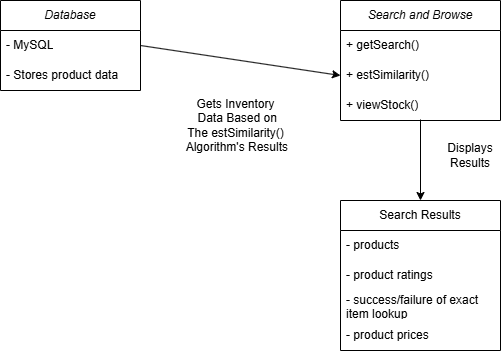 Database
- MySQL
- Stores product data
Search and Browse
+ getSearch()
+ estSimilarity()
+ viewStock()
Gets Inventory
Data Based on
The estSimilarity()
Algorithm's Results
Displays
Results
Search Results
- products
- product ratings
- success/failure of exact
item lookup
- product prices